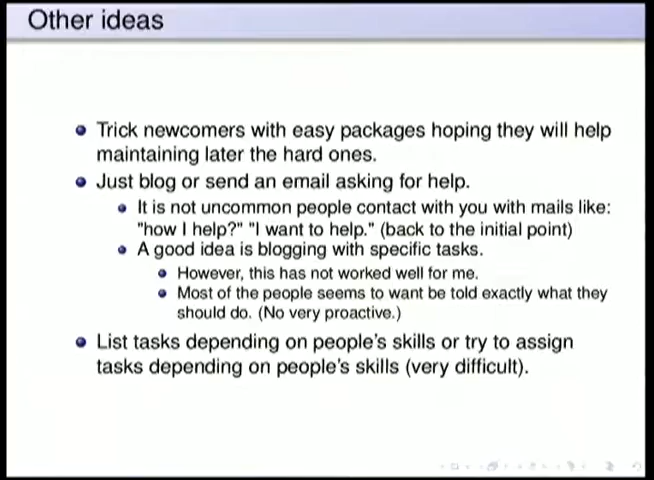 Other ideas
Trick newcomers with easy packages hoping they will help
maintaining later the hard ones.
Just blog or send an email asking for help.
It is not uncommon people contact with you with mails like:
"how I help?" "I want to help." (back to the initial point)
A good idea is blogging with specific tasks.
However, this has not worked well for me.
Most of the people seems to want be told exactly what they
should do. (No very proactive.)
List tasks depending on people's skills or try to assign
tasks depending on people's skills (very difficult).